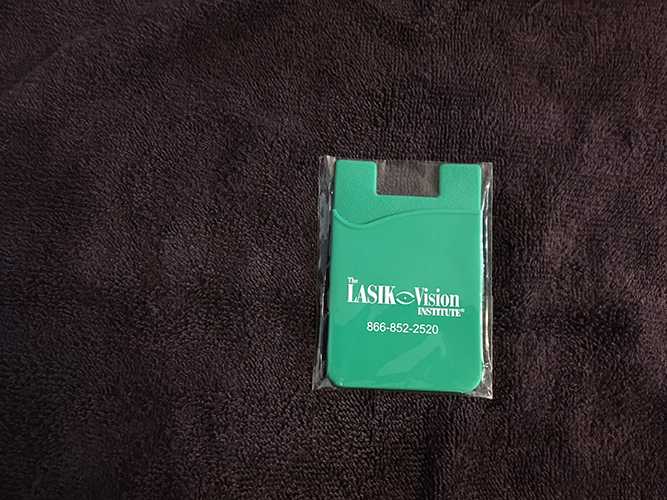 The
LASIK Vision
INSTITUTE®
866-852-2520